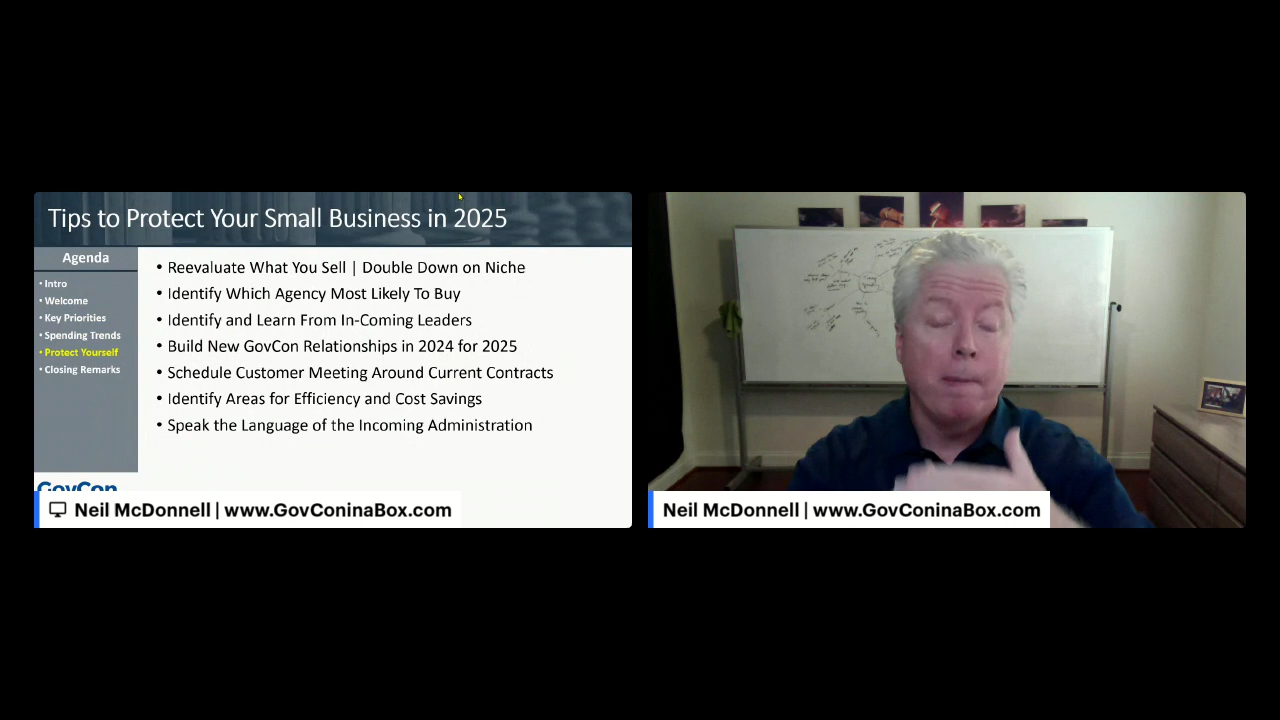 Tips to Protect Your Small Business in 2025
Agenda
• Intro
• Welcome
• Key Priorities
• Spending Trends
• Protect Yourself
• Closing Remarks
• Reevaluate What You Sell | Double Down on Niche
• Identify Which Agency Most Likely To Buy
• Identify and Learn From In-Coming Leaders
• Build New GovCon Relationships in 2024 for 2025
• Schedule Customer Meeting Around Current Contracts
• Identify Areas for Efficiency and Cost Savings
• Speak the Language of the Incoming Administration
GovCon
Neil McDonnell | www.GovConinaBox.com
Neil McDonnell | www.GovConinaBox.com